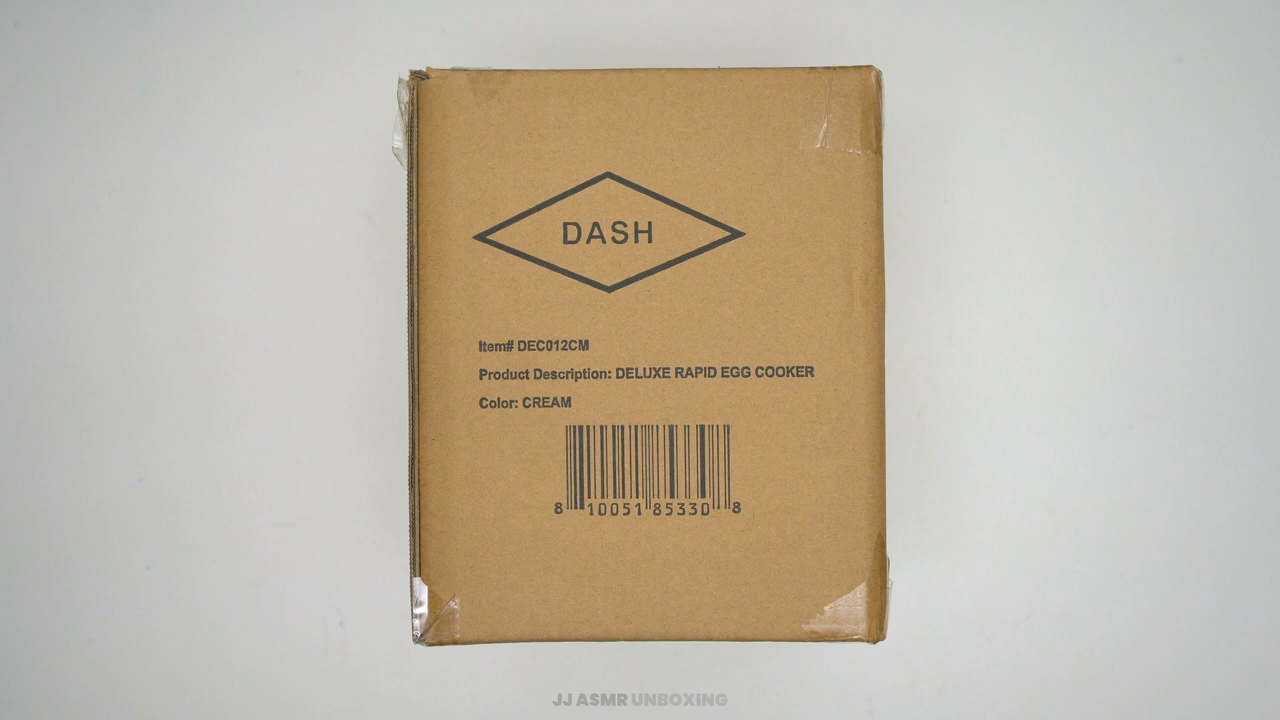 DASH
Item# DEC012CM
Product Description: DELUXE RAPID EGG COOKER
Color: CREAM
8 10051 85330 8
JJ ASMR UNBOXING